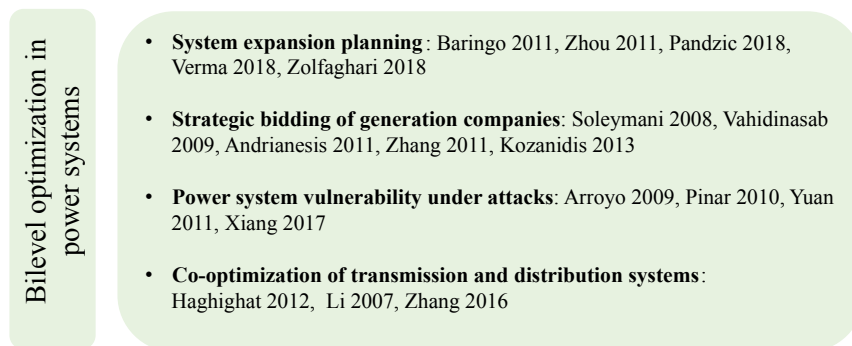 Bilevel optimization in
power systems
• System expansion planning: Baringo 2011, Zhou 2011, Pandzic 2018,
Verma 2018, Zolfaghari 2018
• Strategic bidding of generation companies: Soleymani 2008, Vahidinasab
2009, Andrianesis 2011, Zhang 2011, Kozanidis 2013
• Power system vulnerability under attacks: Arroyo 2009, Pinar 2010, Yuan
2011, Xiang 2017
• Co-optimization of transmission and distribution systems:
Haghighat 2012, Li 2007, Zhang 2016